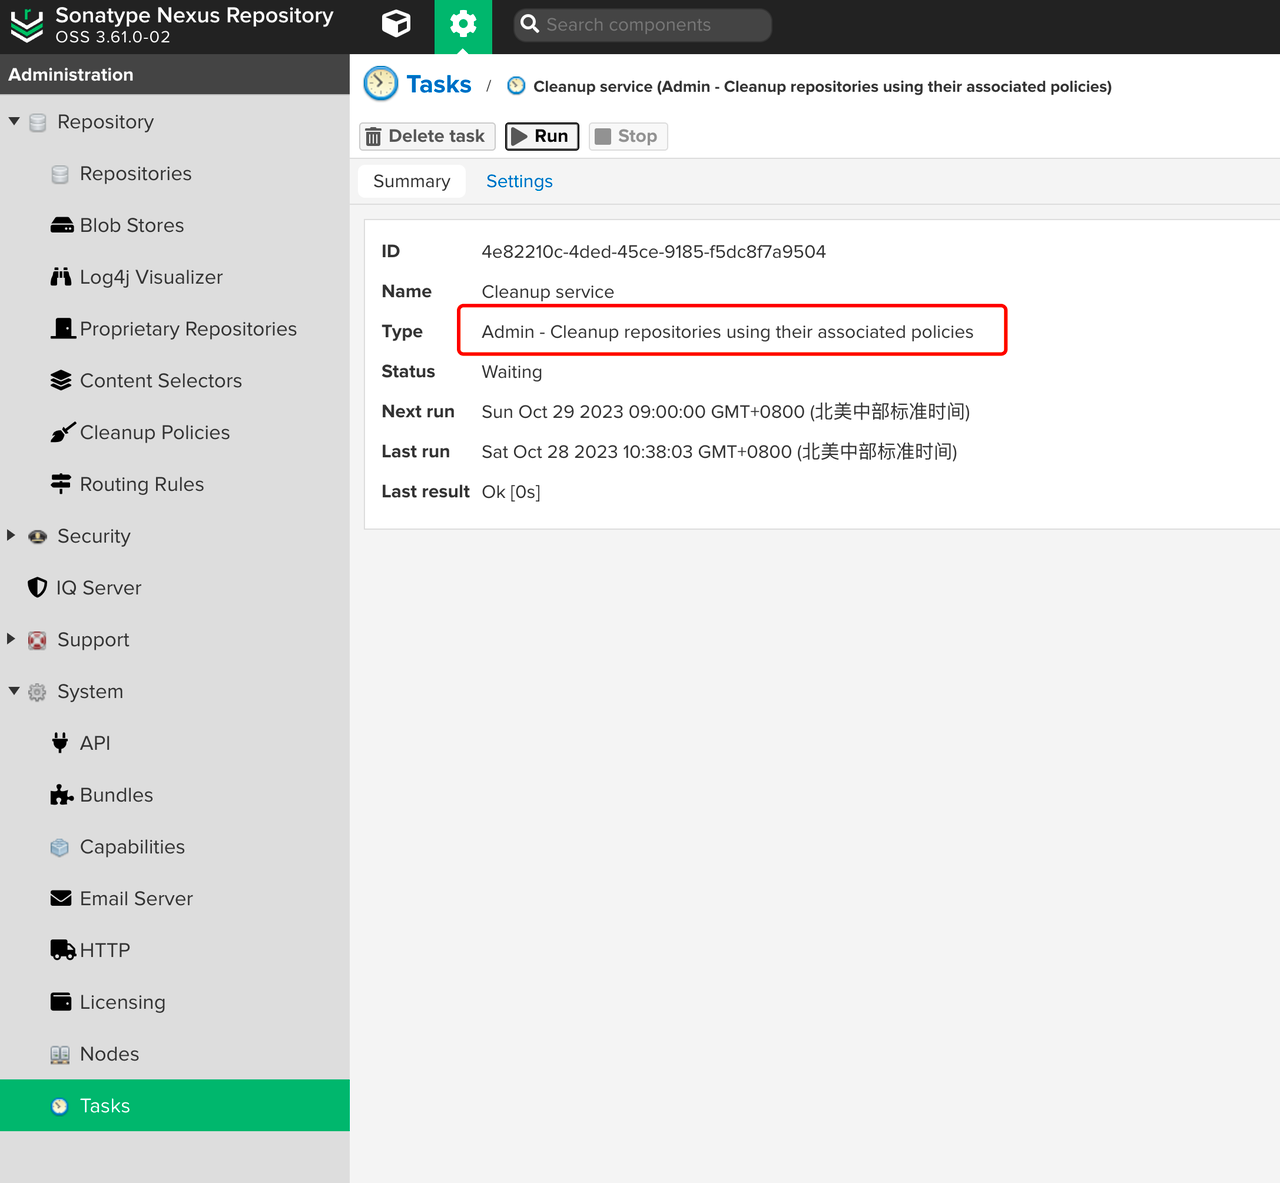 Sonatype Nexus Repository
OSS 3.61.0-02
Search components
Administration
Tasks / Cleanup service (Admin - Cleanup repositories using their associated policies)
Repository
Delete task Run Stop
Repositories
Summary Settings
Blob Stores
ID 4e82210c-4ded-45ce-9185-f5dc8f7a9504
Log4j Visualizer
Name Cleanup service
Proprietary Repositories
Type Admin - Cleanup repositories using their associated policies
Content Selectors
Status Waiting
Cleanup Policies
Next run Sun Oct 29 2023 09:00:00 GMT+0800 (北美中部标准时间)
Routing Rules
Last run Sat Oct 28 2023 10:38:03 GMT+0800 (北美中部标准时间)
Last result Ok [0s]
Security
IQ Server
Support
System
API
Bundles
Capabilities
Email Server
HTTP
Licensing
Nodes
Tasks